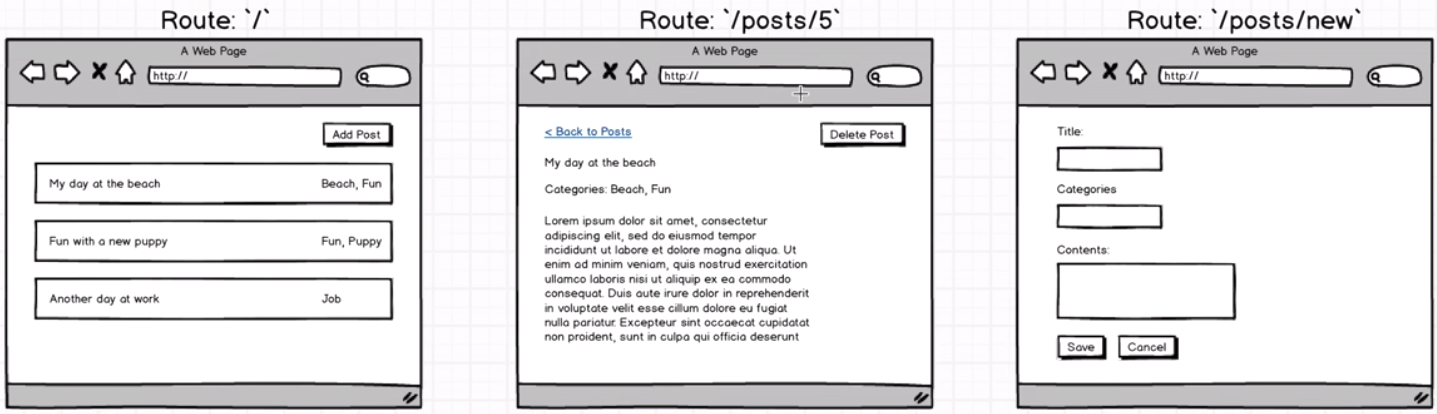 Route: `/`
A Web Page
http://
Add Post
My day at the beach Beach, Fun
Fun with a new puppy Fun, Puppy
Another day at work Job
Route: `/posts/5`
A Web Page
http://
< Back to Posts Delete Post
My day at the beach
Categories: Beach, Fun
Lorem ipsum dolor sit amet, consectetur
adipiscing elit, sed do eiusmod tempor
incididunt ut labore et dolore magna aliqua. Ut
enim ad minim veniam, quis nostrud exercitation
ullamco laboris nisi ut aliquip ex ea commodo
consequat. Duis aute irure dolor in reprehenderit
in voluptate velit esse cillum dolore eu fugiat
nulla pariatur. Excepteur sint occaecat cupidatat
non proident, sunt in culpa qui officia deserunt
Route: `/posts/new`
A Web Page
http://
Title:
Categories
Contents:
Save Cancel